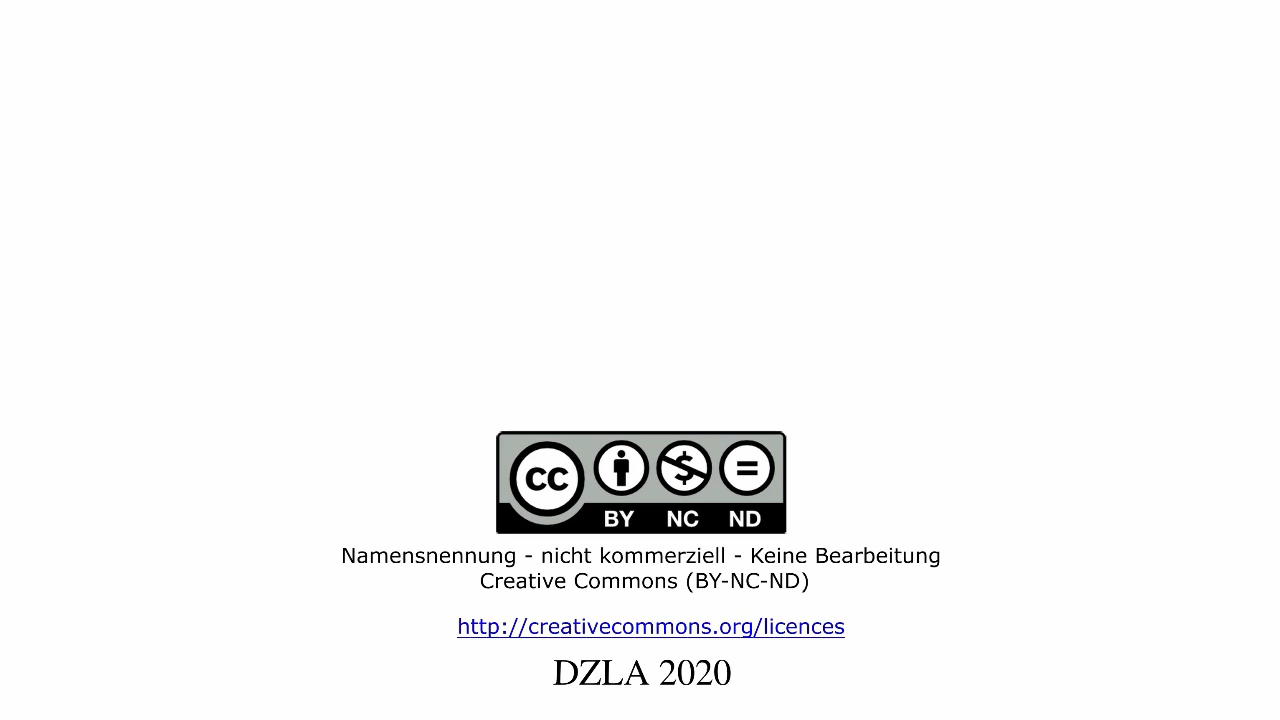 cc
BY NC ND
Namensnennung - nicht kommerziell - Keine Bearbeitung
Creative Commons (BY-NC-ND)
http://creativecommons.org/licences
DZLA 2020